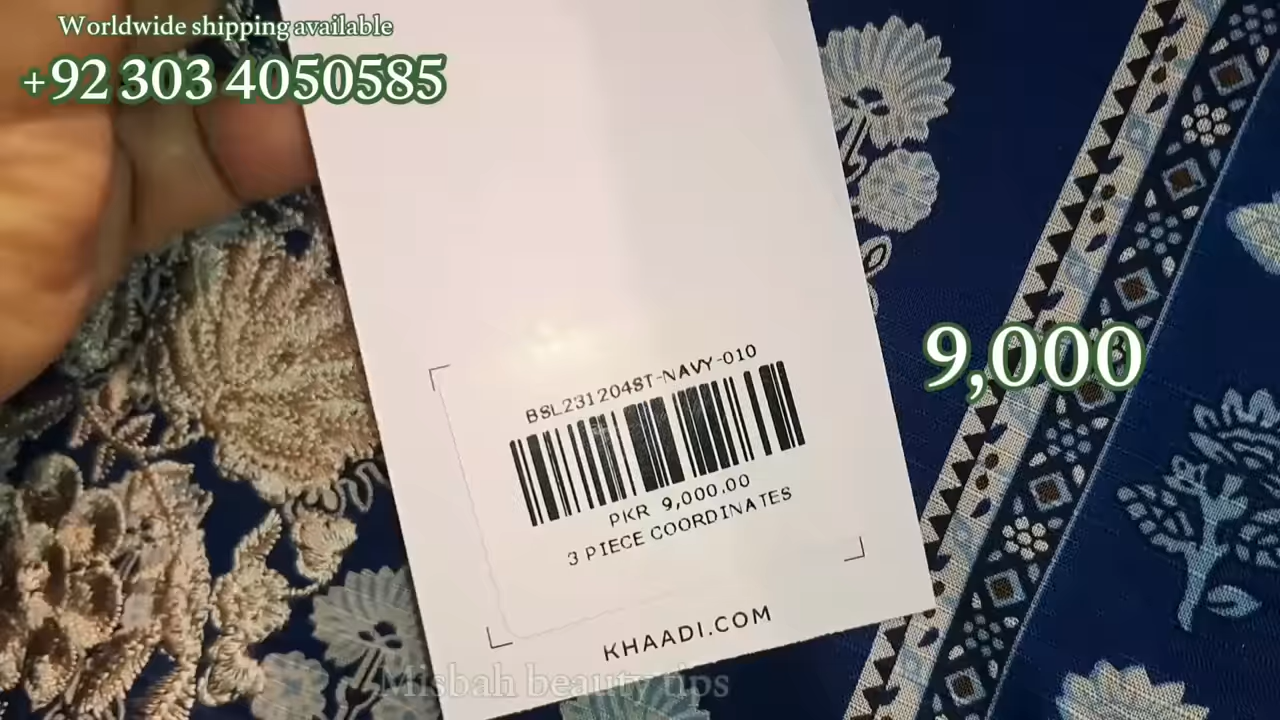 Worldwide shipping available
+92 303 4050585
9,000
BSL231204ST-NAVY-010
PKR 9,000.00
3 PIECE COORDINATES
KHAADI.COM
Misbah beauty tips